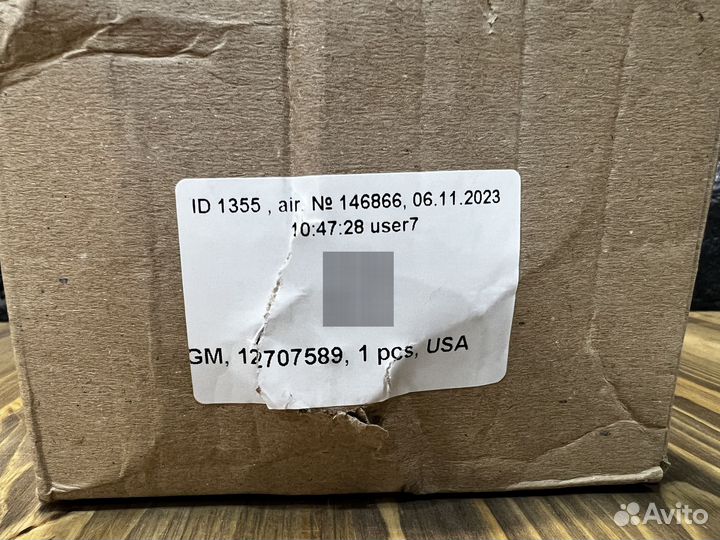 ID 1355 , air. № 146866, 06.11.2023
10:47:28 user7
GM, 12707589, 1 pcs, USA
Avito